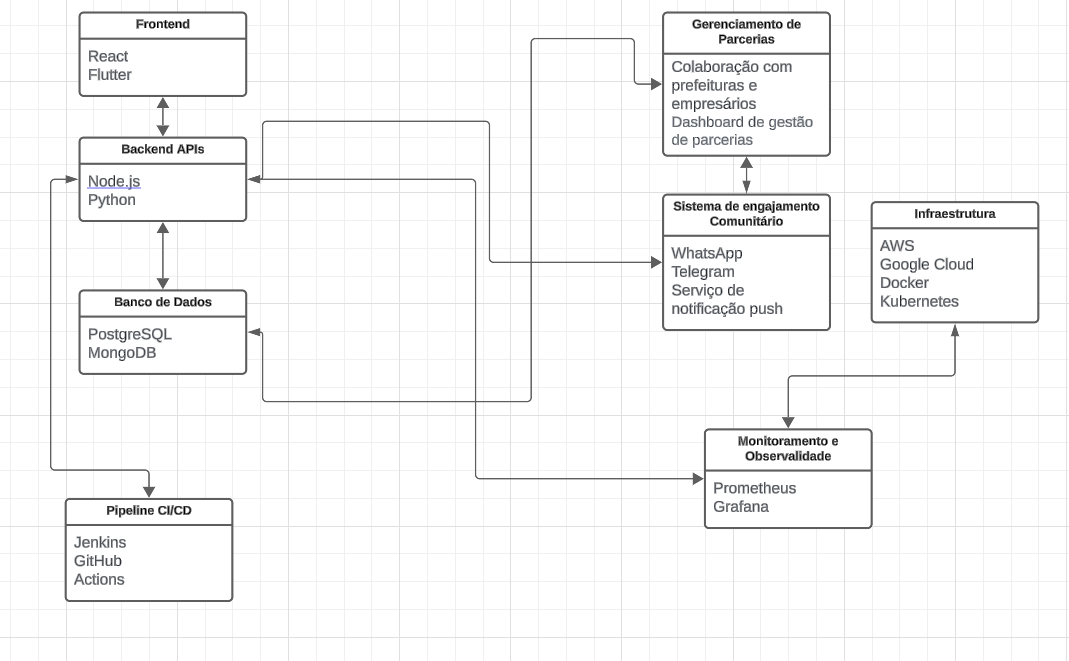 Frontend
React
Flutter
Backend APIs
Node.js
Python
Banco de Dados
PostgreSQL
MongoDB
Pipeline CI/CD
Jenkins
GitHub
Actions
Gerenciamento de
Parcerias
Colaboração com
prefeituras e
empresários
Dashboard de gestão
de parcerias
Sistema de engajamento
Comunitário
WhatsApp
Telegram
Serviço de
notificação push
Infraestrutura
AWS
Google Cloud
Docker
Kubernetes
Monitoramento e
Observalidade
Prometheus
Grafana